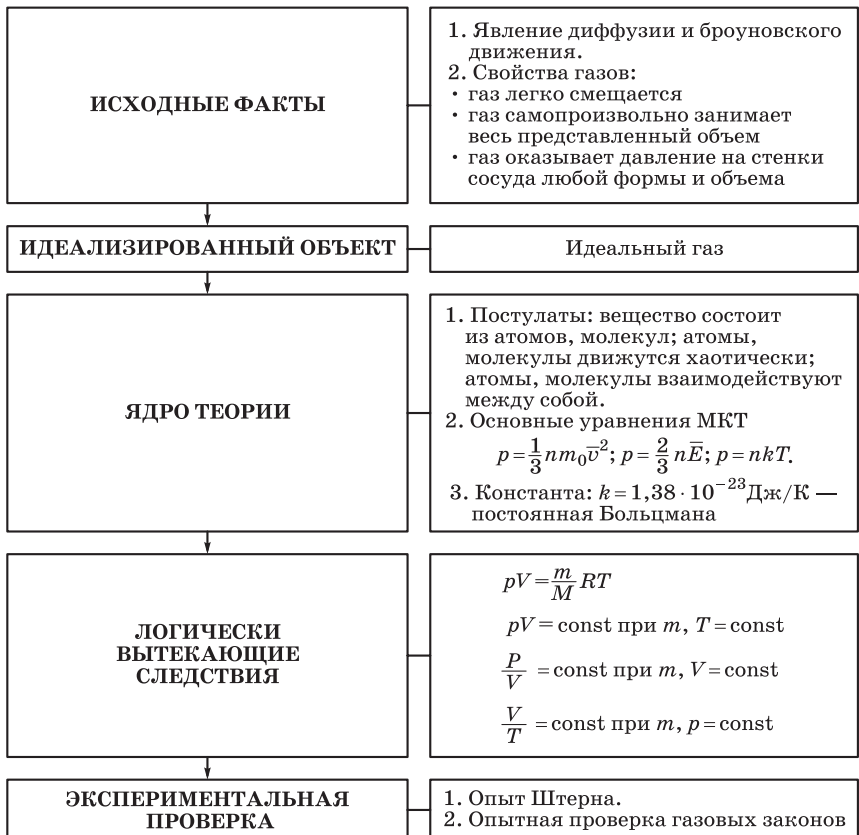 ИСХОДНЫЕ ФАКТЫ
1. Явление диффузии и броуновского
движения.
2. Свойства газов:
• газ легко смещается
• газ самопроизвольно занимает
весь представленный объем
• газ оказывает давление на стенки
сосуда любой формы и объема
ИДЕАЛИЗИРОВАННЫЙ ОБЪЕКТ
Идеальный газ
ЯДРО ТЕОРИИ
1. Постулаты: вещество состоит
из атомов, молекул; атомы,
молекулы движутся хаотически;
атомы, молекулы взаимодействуют
между собой.
2. Основные уравнения МКТ
p = 1/3 nm₀v̅²; p = 2/3 nE̅; p = nkT.
3. Константа: k = 1,38 · 10⁻²³Дж/К —
постоянная Больцмана
ЛОГИЧЕСКИ
ВЫТЕКАЮЩИЕ
СЛЕДСТВИЯ
pV = m/M RT
pV = const при m, T = const
P/V = const при m, V = const
V/T = const при m, p = const
ЭКСПЕРИМЕНТАЛЬНАЯ
ПРОВЕРКА
1. Опыт Штерна.
2. Опытная проверка газовых законов